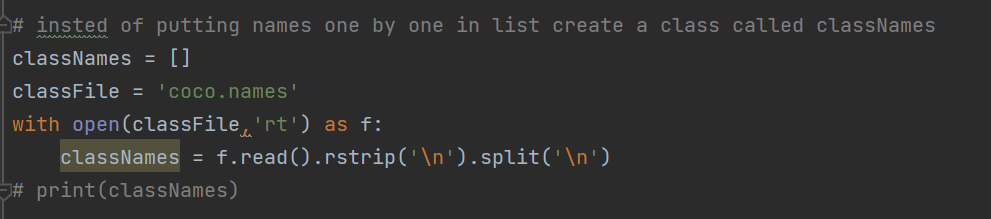 # insted of putting names one by one in list create a class called classNames
classNames = []
classFile = 'coco.names'
with open(classFile,'rt') as f:
    classNames = f.read().rstrip('\n').split('\n')
# print(classNames)